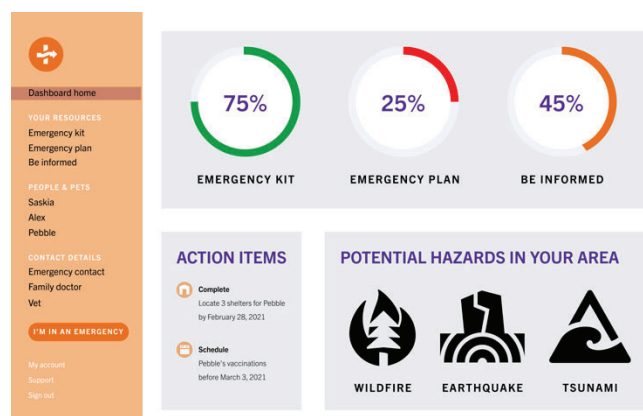 Dashboard home
YOUR RESOURCES
Emergency kit
Emergency plan
Be informed
PEOPLE & PETS
Saskia
Alex
Pebble
CONTACT DETAILS
Emergency contact
Family doctor
Vet
I'M IN AN EMERGENCY
My account
Support
Sign out
75%
EMERGENCY KIT
25%
EMERGENCY PLAN
45%
BE INFORMED
ACTION ITEMS
Complete
Locate 3 shelters for Pebble
by February 28, 2021
Schedule
Pebble's vaccinations
before March 3, 2021
POTENTIAL HAZARDS IN YOUR AREA
WILDFIRE
EARTHQUAKE
TSUNAMI